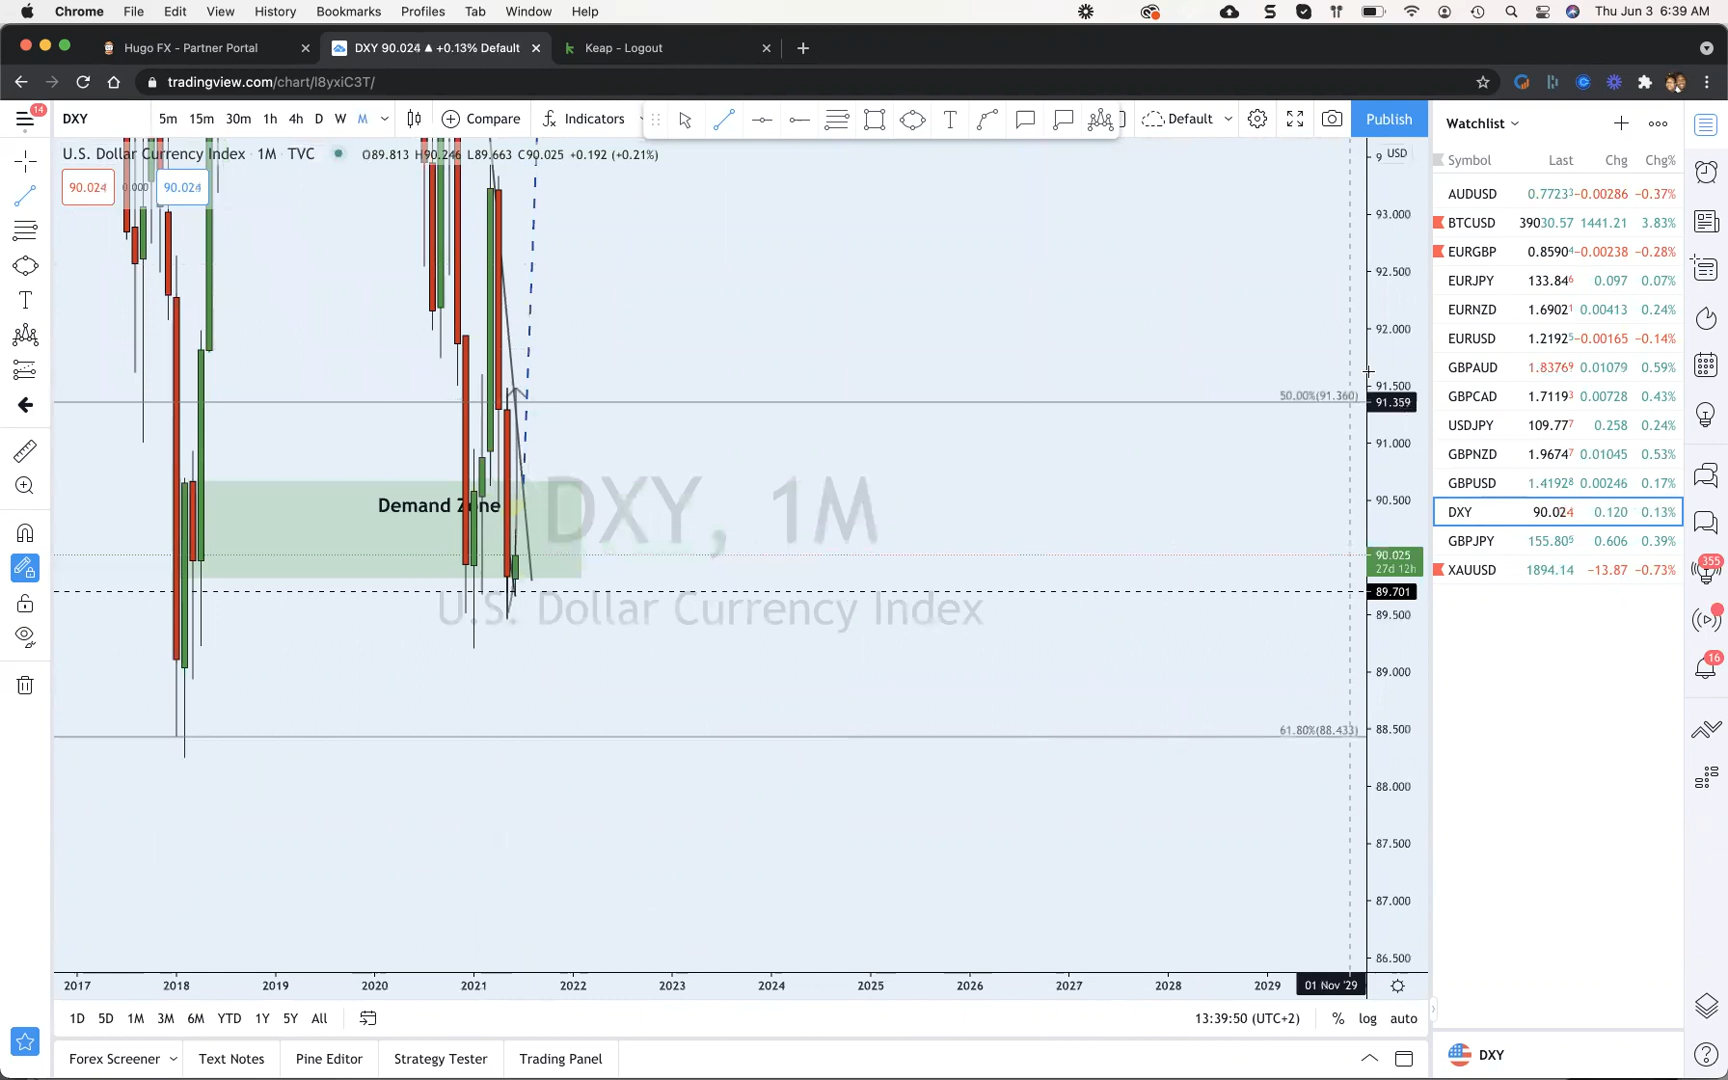 Chrome File Edit View History Bookmarks Profiles Tab Window Help Thu Jun 3 6:39 AM
Hugo FX - Partner Portal DXY 90.024 ▲ +0.13% Default Keap - Logout
tradingview.com/chart/l8yxiC3T/
14 DXY 5m 15m 30m 1h 4h D W M Compare Indicators Default Publish
Watchlist
U.S. Dollar Currency Index · 1M · TVC O89.813 H90.246 L89.663 C90.025 +0.192 (+0.21%)
90.024 0.000 90.024
USD
Symbol Last Chg Chg%
AUDUSD 0.77233 −0.00286 −0.37%
BTCUSD 39030.57 1441.21 3.83%
EURGBP 0.85904 −0.00238 −0.28%
EURJPY 133.846 0.097 0.07%
EURNZD 1.69021 0.00413 0.24%
EURUSD 1.21925 −0.00165 −0.14%
GBPAUD 1.83769 0.01079 0.59%
GBPCAD 1.71193 0.00728 0.43%
USDJPY 109.777 0.258 0.24%
GBPNZD 1.96747 0.01045 0.53%
GBPUSD 1.41928 0.00246 0.17%
DXY 90.024 0.120 0.13%
GBPJPY 155.805 0.606 0.39%
XAUUSD 1894.14 −13.87 −0.73%
93.000
92.500
92.000
91.500
50.00%(91.360) 91.359
91.000
90.500
Demand Zone
DXY, 1M
90.025
27d 12h
89.701
U.S. Dollar Currency Index
89.500
89.000
61.80%(88.433) 88.500
88.000
87.500
87.000
86.500
355
16
2017 2018 2019 2020 2021 2022 2023 2024 2025 2026 2027 2028 2029 01 Nov '29
1D 5D 1M 3M 6M YTD 1Y 5Y All 13:39:50 (UTC+2) % log auto
Forex Screener Text Notes Pine Editor Strategy Tester Trading Panel
DXY